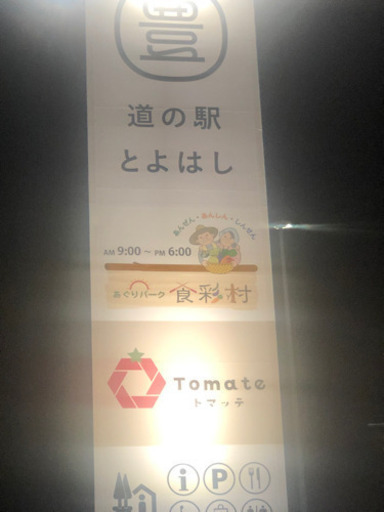 道の駅
とよはし
あんぜん・あんしん・しんせん
AM 9:00 ~ PM 6:00
あぐりパーク 食彩村
Tomate
トマッテ
i P